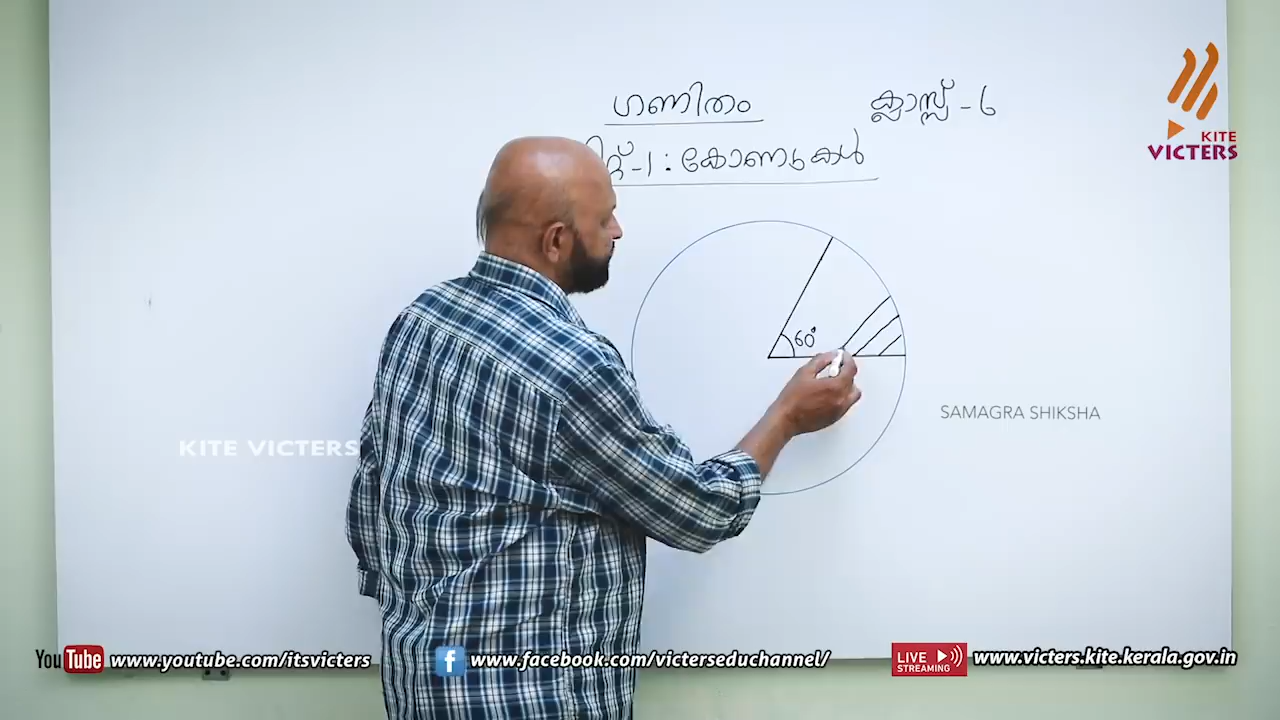 ഗണിതം ക്ലാസ്സ് - 6
റ്റ്-1 : കോണുകൾ
KITE
VICTERS
60°
SAMAGRA SHIKSHA
KITE VICTERS
YouTube www.youtube.com/itsvicters
f www.facebook.com/victerseduchannel/
LIVE STREAMING www.victers.kite.kerala.gov.in